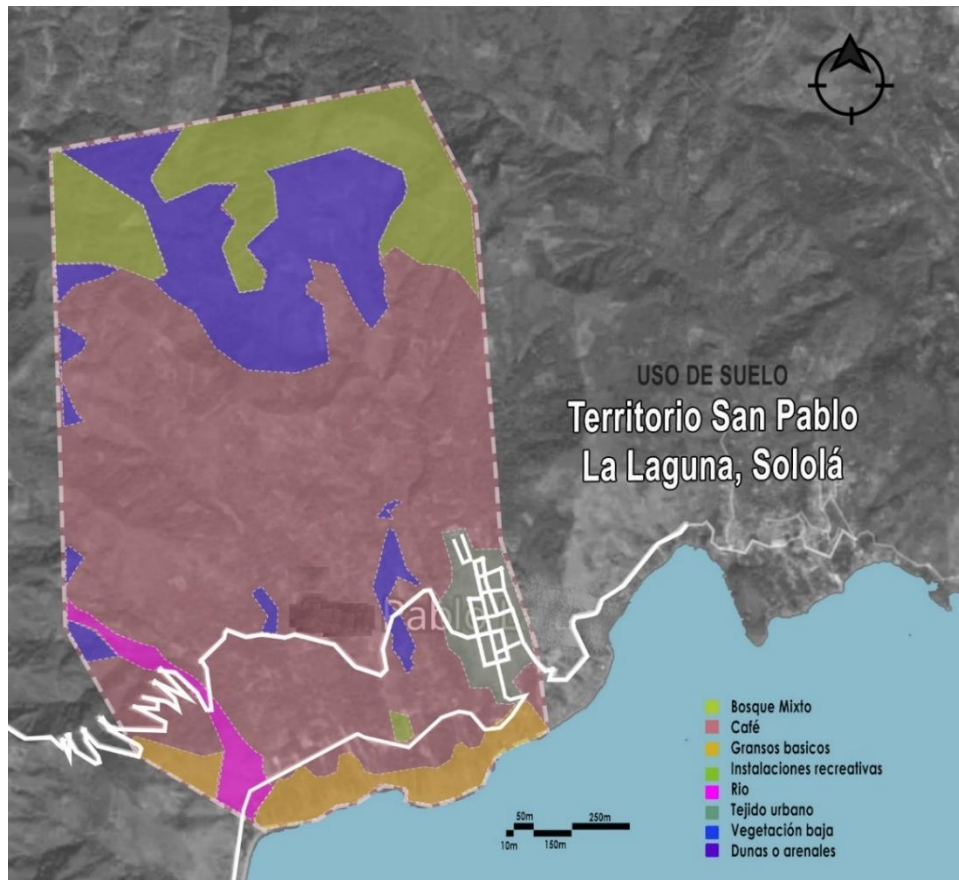 USO DE SUELO
Territorio San Pablo
La Laguna, Sololá
Pablo L
Bosque Mixto
Café
Gransos basicos
Instalaciones recreativas
Rio
Tejido urbano
Vegetación baja
Dunas o arenales
50m
250m
10m
150m